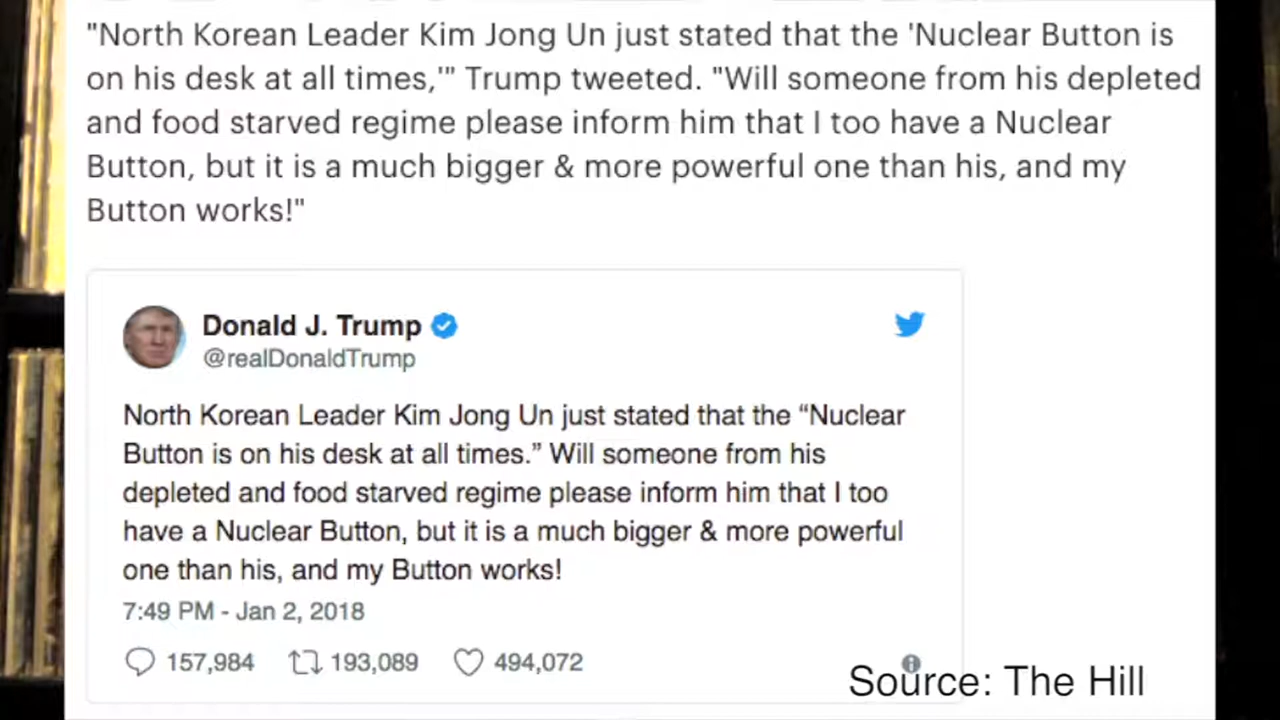 "North Korean Leader Kim Jong Un just stated that the 'Nuclear Button is
on his desk at all times,'" Trump tweeted. "Will someone from his depleted
and food starved regime please inform him that I too have a Nuclear
Button, but it is a much bigger & more powerful one than his, and my
Button works!"
Donald J. Trump
@realDonaldTrump
North Korean Leader Kim Jong Un just stated that the “Nuclear
Button is on his desk at all times.” Will someone from his
depleted and food starved regime please inform him that I too
have a Nuclear Button, but it is a much bigger & more powerful
one than his, and my Button works!
7:49 PM - Jan 2, 2018
157,984 193,089 494,072
Source: The Hill